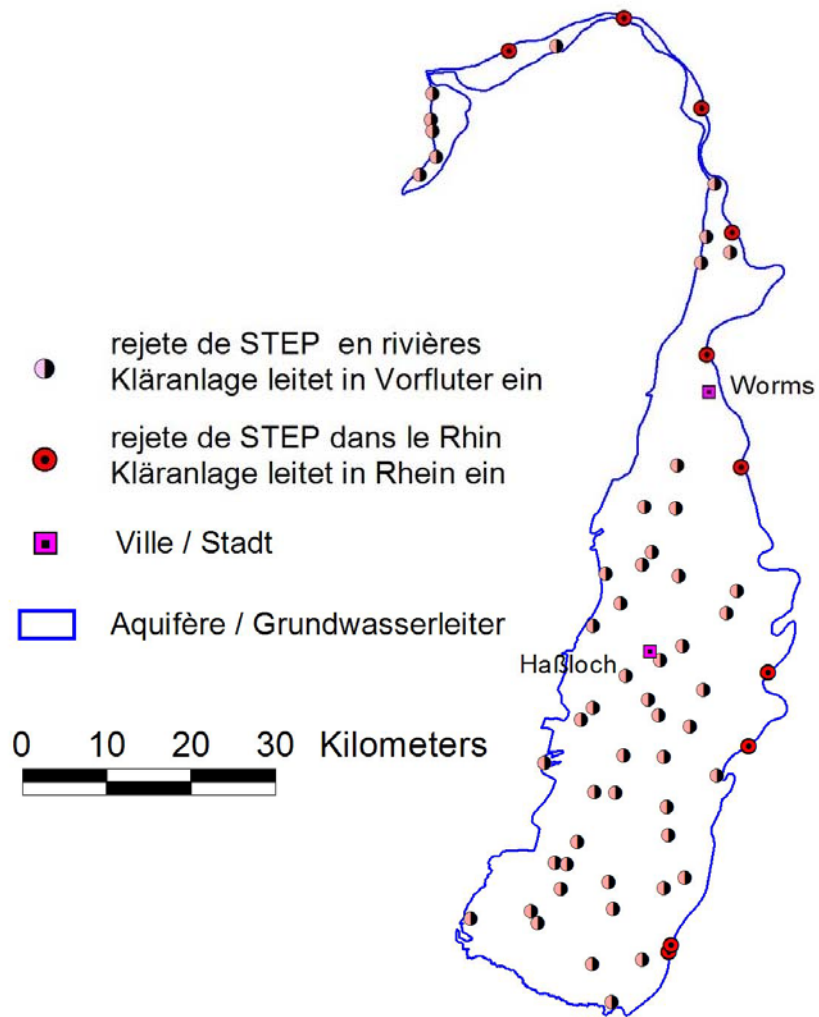 rejete de STEP en rivières
Kläranlage leitet in Vorfluter ein
rejete de STEP dans le Rhin
Kläranlage leitet in Rhein ein
Ville / Stadt
Aquifère / Grundwasserleiter
0 10 20 30 Kilometers
Worms
Haßloch